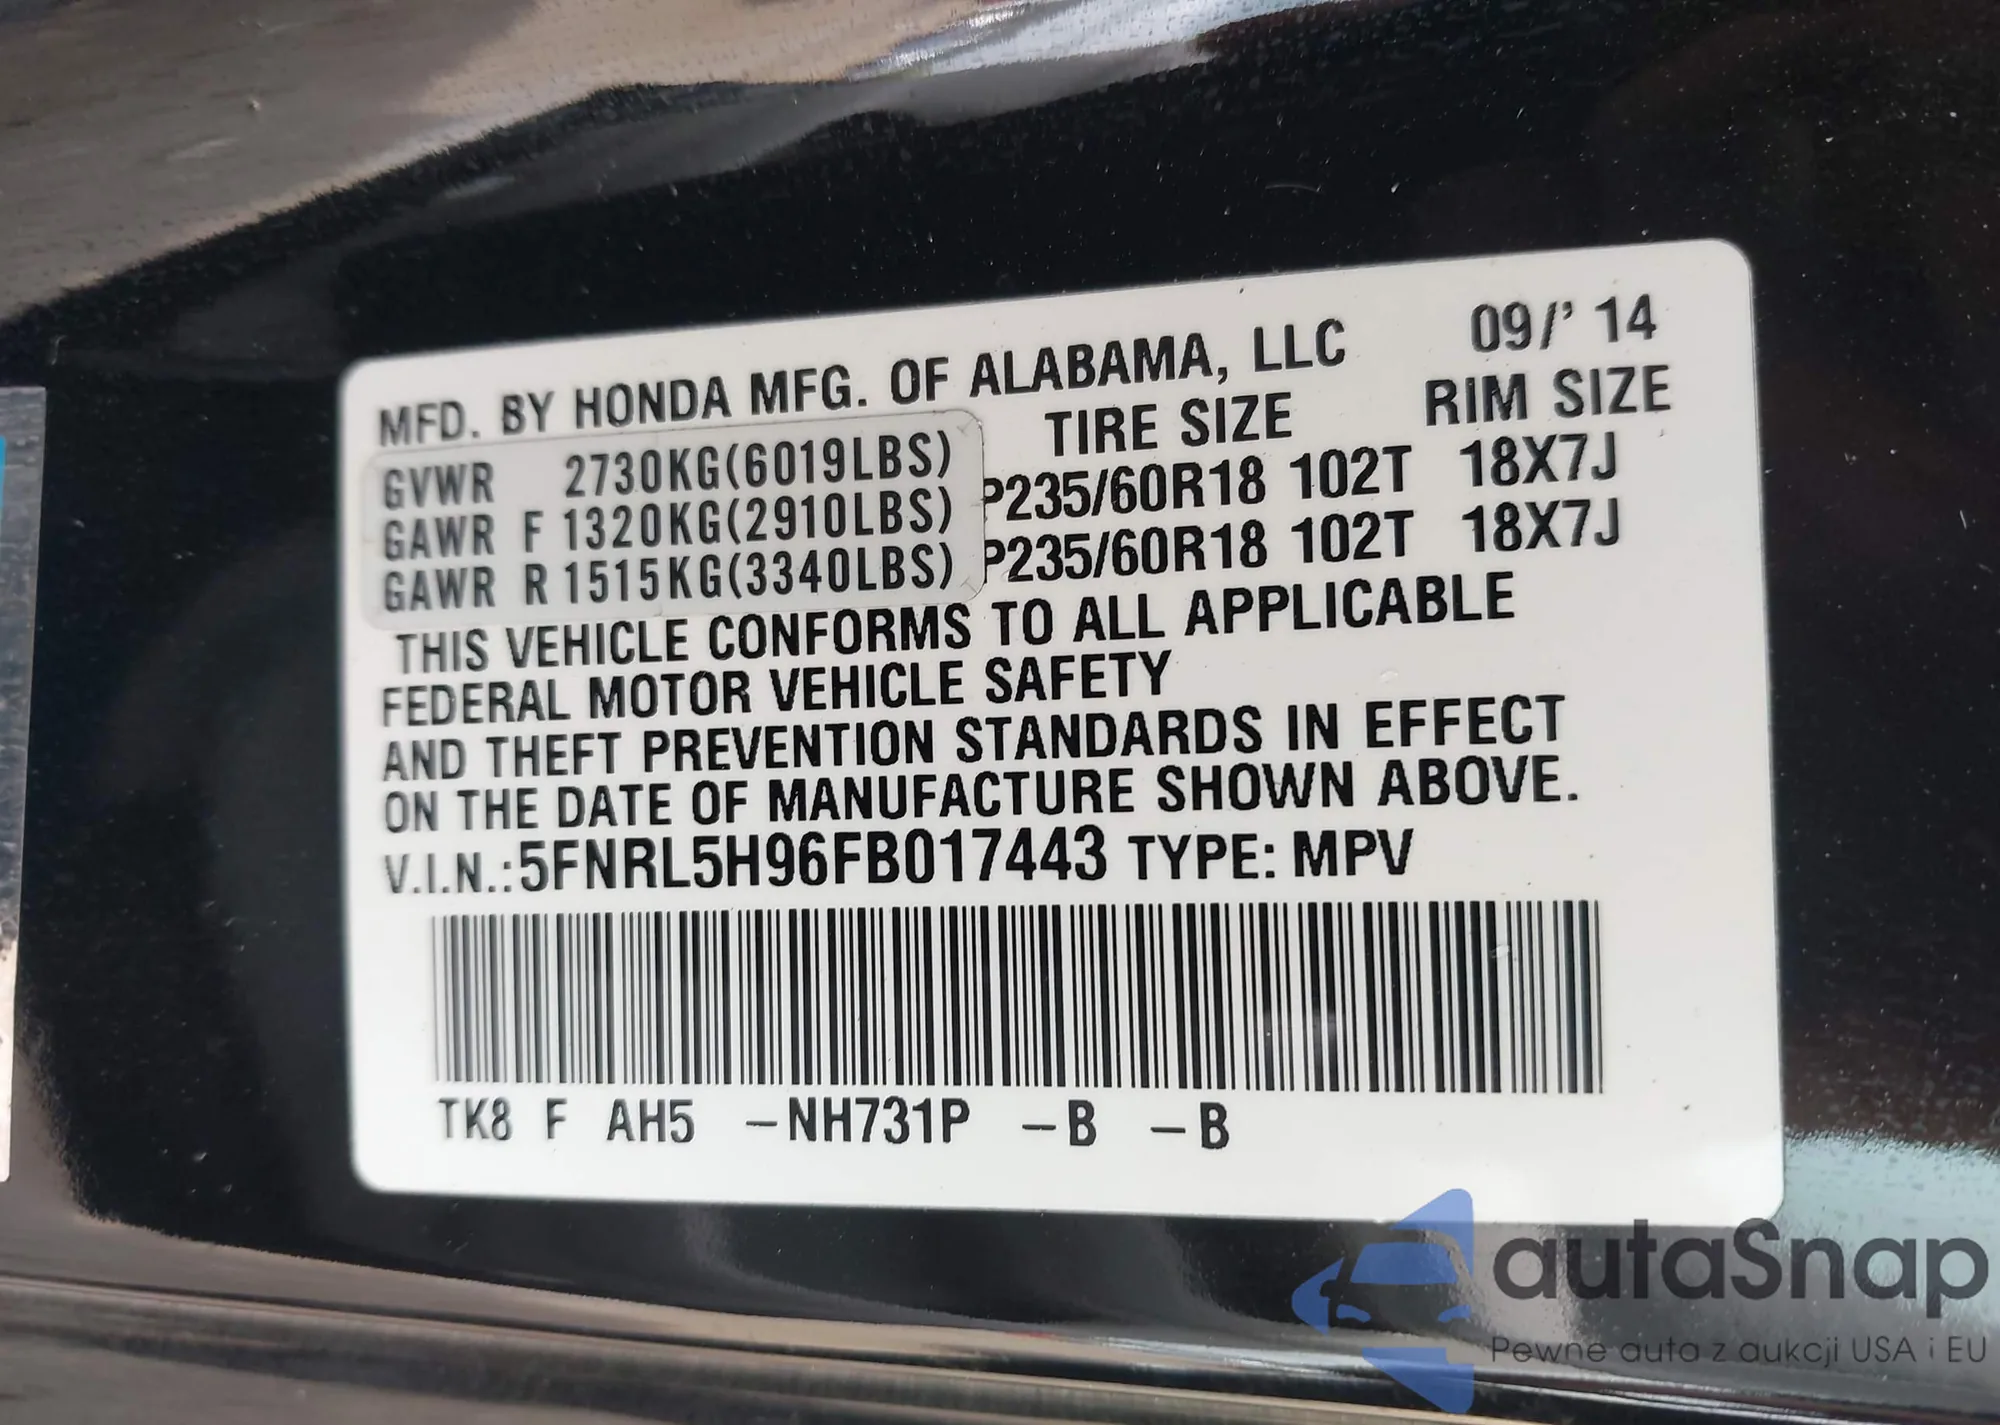 MFD. BY HONDA MFG. OF ALABAMA, LLC 09/' 14
TIRE SIZE RIM SIZE
GVWR 2730KG(6019LBS)
GAWR F 1320KG(2910LBS) P235/60R18 102T 18X7J
GAWR R 1515KG(3340LBS) P235/60R18 102T 18X7J
THIS VEHICLE CONFORMS TO ALL APPLICABLE
FEDERAL MOTOR VEHICLE SAFETY
AND THEFT PREVENTION STANDARDS IN EFFECT
ON THE DATE OF MANUFACTURE SHOWN ABOVE.
V.I.N.:5FNRL5H96FB017443 TYPE: MPV
TK8 F AH5 -NH731P -B -B
autaSnap
Pewne auta z aukcji USA i EU